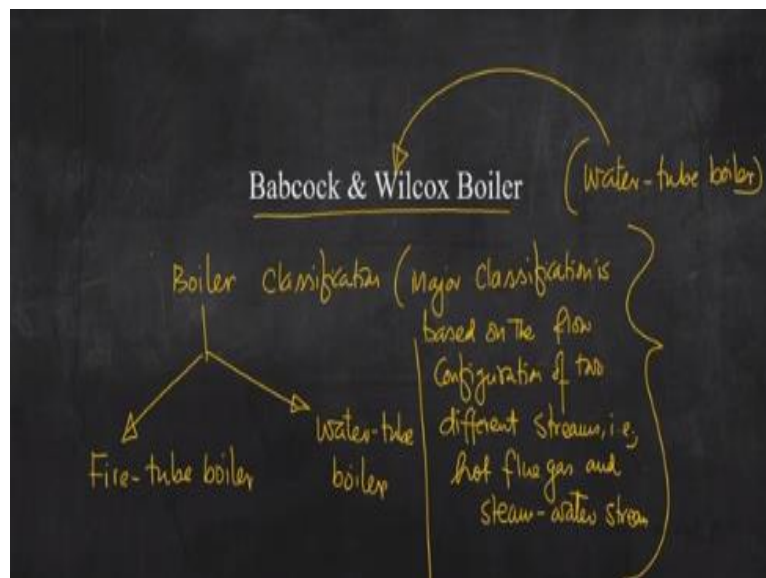 Babcock & Wilcox Boiler
(Water-tube boiler)
Boiler Classification (Major Classification is
based on the flow
Configuration of two
different streams, i.e.,
hot flue gas and
steam-water stream
Fire-tube boiler
Water-tube
boiler